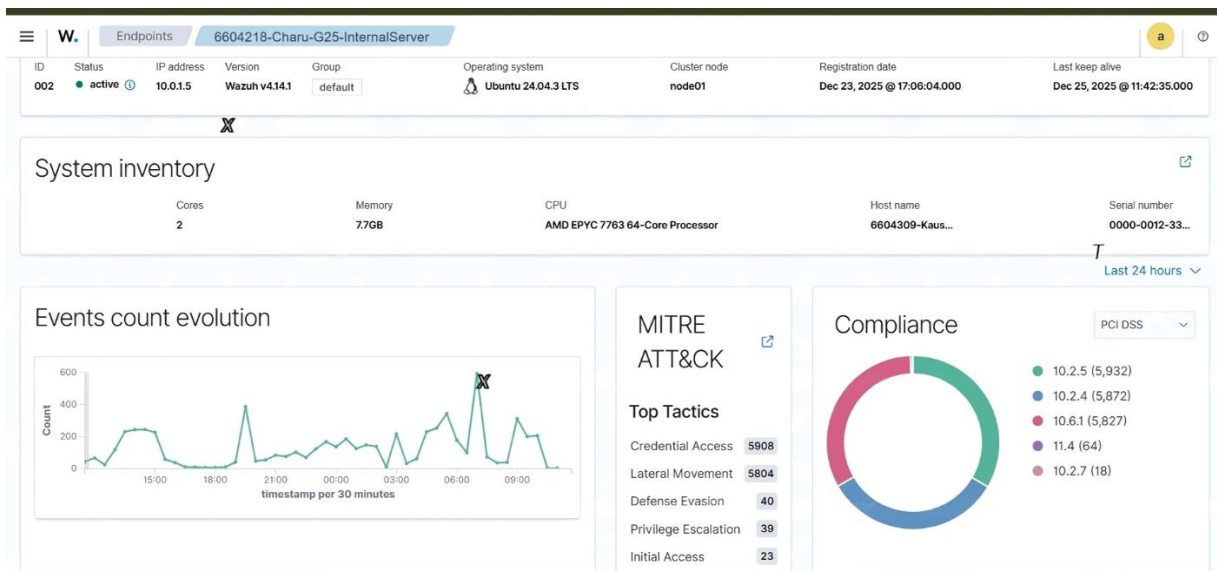 W. Endpoints 6604218-Charu-G25-InternalServer a
ID Status IP address Version Group Operating system Cluster node Registration date Last keep alive
002 active 10.0.1.5 Wazuh v4.14.1 default Ubuntu 24.04.3 LTS node01 Dec 23, 2025 @ 17:06:04.000 Dec 25, 2025 @ 11:42:35.000
X
System inventory
Cores Memory CPU Host name Serial number
2 7.7GB AMD EPYC 7763 64-Core Processor 6604309-Kaus... 0000-0012-33...
T
Last 24 hours
Events count evolution
600
400
200
0
Count
X
15:00 18:00 21:00 00:00 03:00 06:00 09:00
timestamp per 30 minutes
MITRE
ATT&CK
Top Tactics
Credential Access 5908
Lateral Movement 5804
Defense Evasion 40
Privilege Escalation 39
Initial Access 23
Compliance
PCI DSS
10.2.5 (5,932)
10.2.4 (5,872)
10.6.1 (5,827)
11.4 (64)
10.2.7 (18)